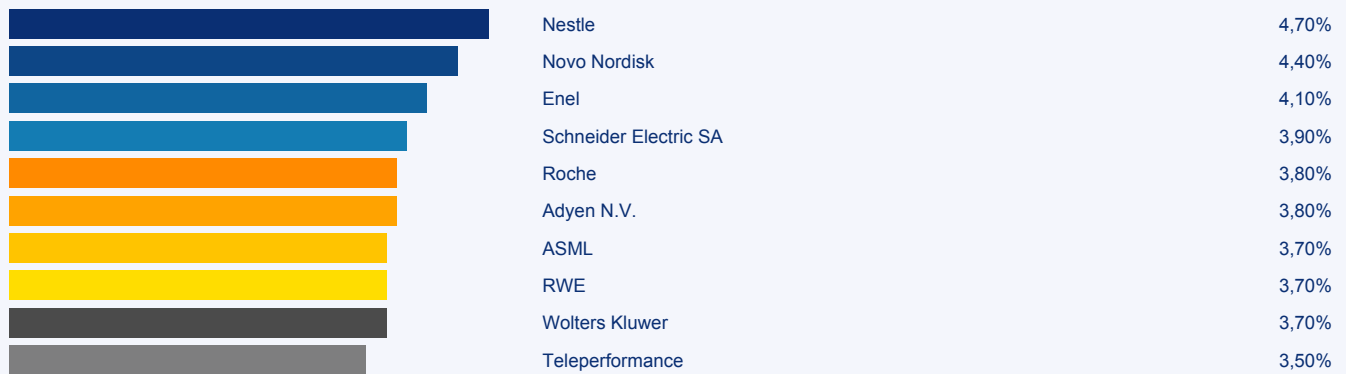 Nestle 4,70%
Novo Nordisk 4,40%
Enel 4,10%
Schneider Electric SA 3,90%
Roche 3,80%
Adyen N.V. 3,80%
ASML 3,70%
RWE 3,70%
Wolters Kluwer 3,70%
Teleperformance 3,50%